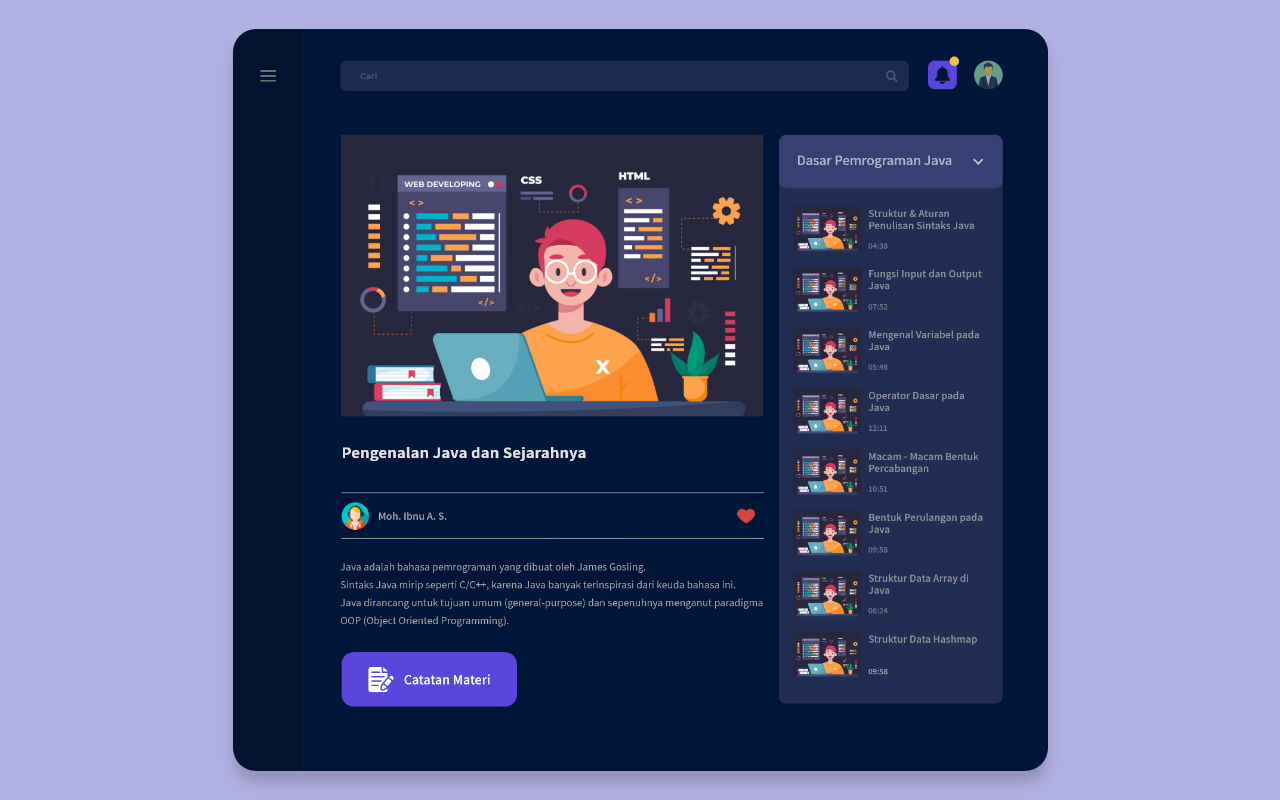 Cari
WEB DEVELOPING
< >
</>
CSS
HTML
< >
</>
</>
X
Pengenalan Java dan Sejarahnya
Moh. Ibnu A. S.
Java adalah bahasa pemrograman yang dibuat oleh James Gosling.
Sintaks Java mirip seperti C/C++, karena Java banyak terinspirasi dari keuda bahasa ini.
Java dirancang untuk tujuan umum (general-purpose) dan sepenuhnya menganut paradigma
OOP (Object Oriented Programming).
Catatan Materi
Dasar Pemrograman Java
Struktur & Aturan
Penulisan Sintaks Java
04:38
Fungsi Input dan Output
Java
07:52
Mengenal Variabel pada
Java
05:48
Operator Dasar pada
Java
12:11
Macam - Macam Bentuk
Percabangan
10:51
Bentuk Perulangan pada
Java
09:58
Struktur Data Array di
Java
06:24
Struktur Data Hashmap
09:58